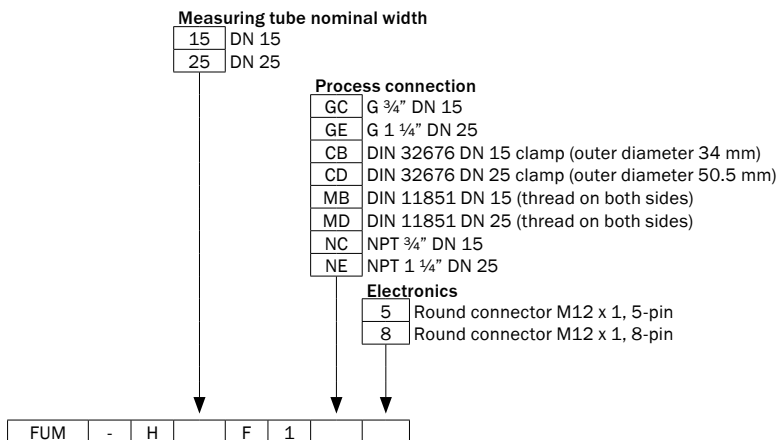 Measuring tube nominal width
15 DN 15
25 DN 25
Process connection
GC G ¾” DN 15
GE G 1 ¼” DN 25
CB DIN 32676 DN 15 clamp (outer diameter 34 mm)
CD DIN 32676 DN 25 clamp (outer diameter 50.5 mm)
MB DIN 11851 DN 15 (thread on both sides)
MD DIN 11851 DN 25 (thread on both sides)
NC NPT ¾” DN 15
NE NPT 1 ¼” DN 25
Electronics
5 Round connector M12 x 1, 5-pin
8 Round connector M12 x 1, 8-pin
FUM - H F 1